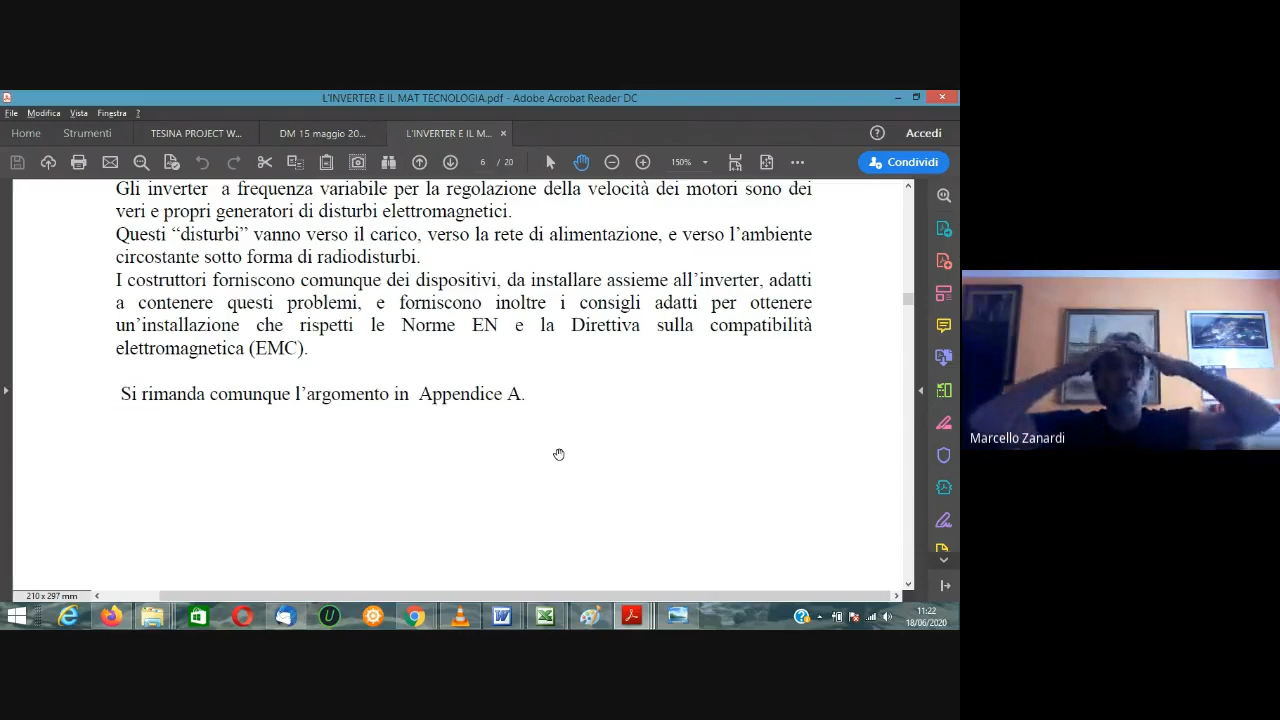 L'INVERTER E IL MAT TECNOLOGIA.pdf - Adobe Acrobat Reader DC
File Modifica Vista Finestra ?
Home Strumenti TESINA PROJECT W... DM 15 maggio 20... L'INVERTER E IL M... × Accedi
6 / 20 150% Condividi
Gli inverter a frequenza variabile per la regolazione della velocità dei motori sono dei
veri e propri generatori di disturbi elettromagnetici.
Questi “disturbi” vanno verso il carico, verso la rete di alimentazione, e verso l’ambiente
circostante sotto forma di radiodisturbi.
I costruttori forniscono comunque dei dispositivi, da installare assieme all’inverter, adatti
a contenere questi problemi, e forniscono inoltre i consigli adatti per ottenere
un’installazione che rispetti le Norme EN e la Direttiva sulla compatibilità
elettromagnetica (EMC).
Si rimanda comunque l’argomento in Appendice A.
Marcello Zanardi
210 x 297 mm
11:22
18/06/2020